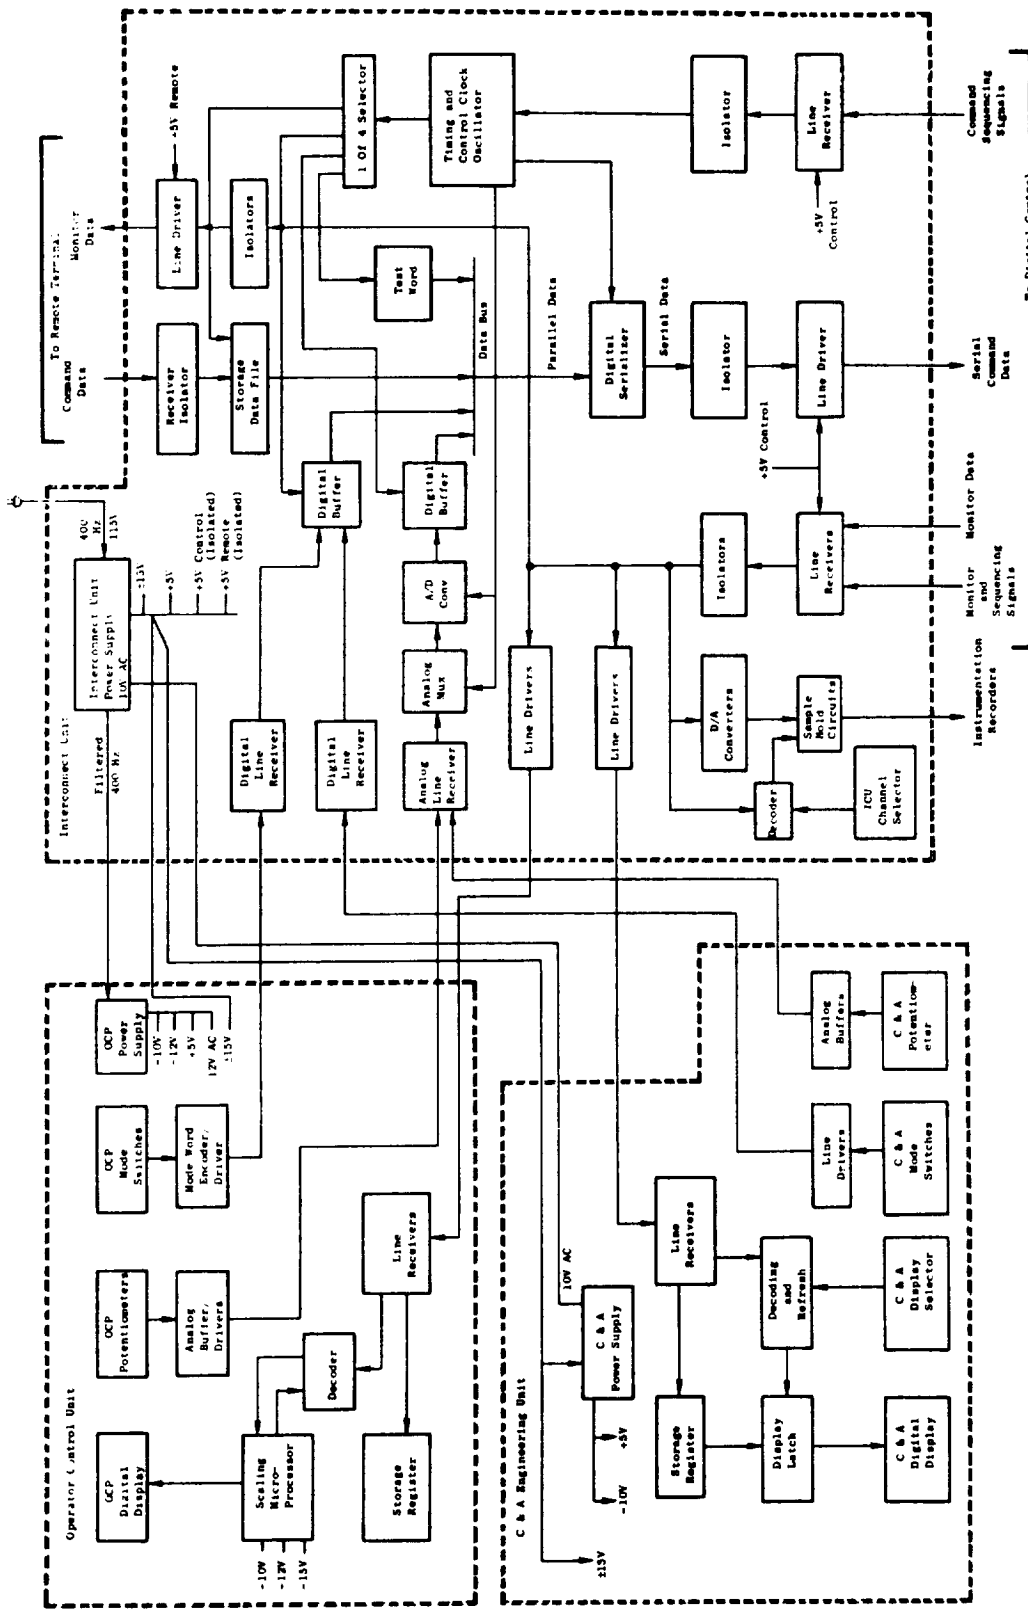 Operator Control Unit
OCP
Dizital
Display
OCP
Potentiometers
OCP
Mode
Switches
OCP
Power
Supply
-10V
-12V
+5V
12V AC
±15V
Analog
Buffer/
Drivers
Mode Word
Encoder/
Driver
Scaling
Micro-
Processor
-10V
-12V
-15V
Decoder
Storage
Register
Line
Receivers
C & A Engineering Unit
±15V
10V AC
C & A
Power Supply
-10V
+5V
Storage
Register
Line
Receivers
Display
Latch
Decoding
and
Refresh
C & A
Digital
Display
C & A
Display
Selector
Line
Drivers
C & A
Mode
Switches
Analog
Buffers
C & A
Potentiom-
eter
Interconnect Unit
Filtered
400 Hz
Interconnect Unit
Power Supply
10V AC
400
Hz
115V
±15V
+5V
+5V Control
(Isolated)
+5V Remote
(Isolated)
Digital
Line
Receiver
Digital
Line
Receiver
Analog
Line
Receiver
Analog
Mux
A/D
Conv
Digital
Buffer
Digital
Buffer
Line Drivers
Line Drivers
D/A
Converters
Sample
Hold
Circuits
Decoder
ICU
Channel
Selector
Isolators
Line
Receivers
+5V Control
Instrumentation
Recorders
Monitor
and
Sequencing
Signals
Monitor Data
To Remote Terminal
Command
Data
Monitor
Data
Receiver
Isolator
Storage
Data File
Line Driver
+5V Remote
Isolators
1 Of 4 Selector
Test
Word
Data Bus
Timing and
Control Clock
Oscillator
Parallel Data
Digital
Serializer
Serial Data
Isolator
Line Driver
Serial
Command
Data
Isolator
Line
Receiver
+5V
Control
Command
Sequencing
Signals
To Digital Control